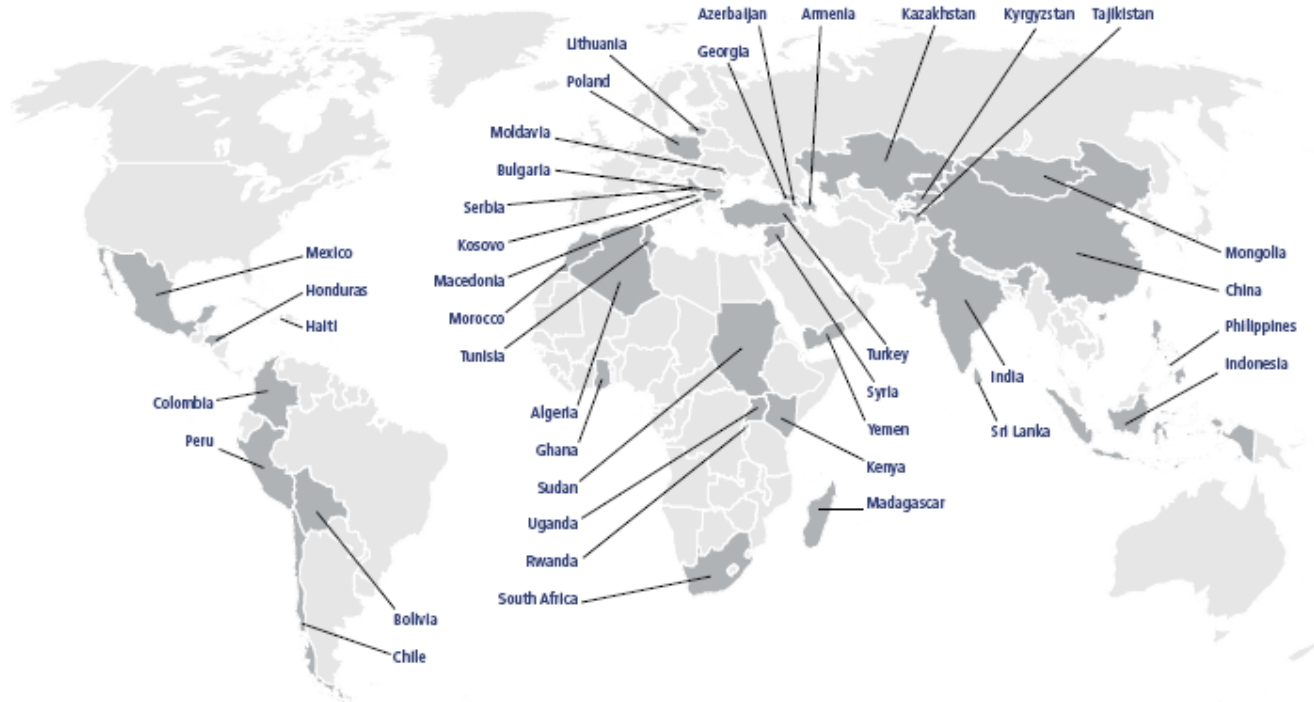 Azerbaijan
Armenia
Kazakhstan
Kyrgyzstan
Tajikistan
Lithuania
Georgia
Poland
Moldavia
Bulgaria
Serbia
Kosovo
Macedonia
Morocco
Tunisia
Mexico
Honduras
Haiti
Mongolia
China
Philippines
Indonesia
Turkey
India
Syria
Sri Lanka
Yemen
Colombia
Peru
Algeria
Ghana
Sudan
Uganda
Rwanda
South Africa
Kenya
Madagascar
Bolivia
Chile